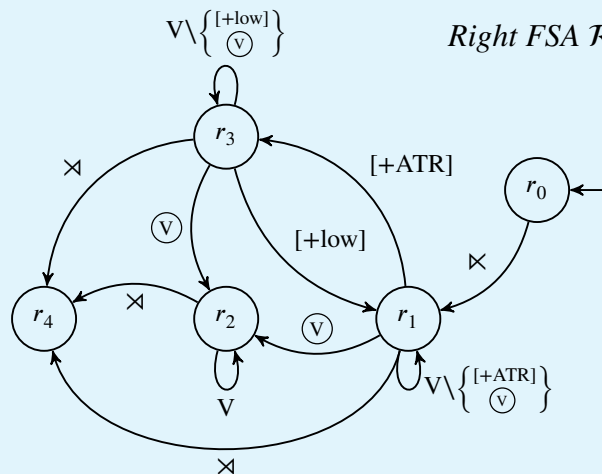 V\{[+low] ⓥ}
Right FSA ℛ
r₃
⋊
[+ATR]
r₀
ⓥ
[+low]
⋉
⋊
r₄
r₂
ⓥ
r₁
V
V\{[+ATR] ⓥ}
⋊